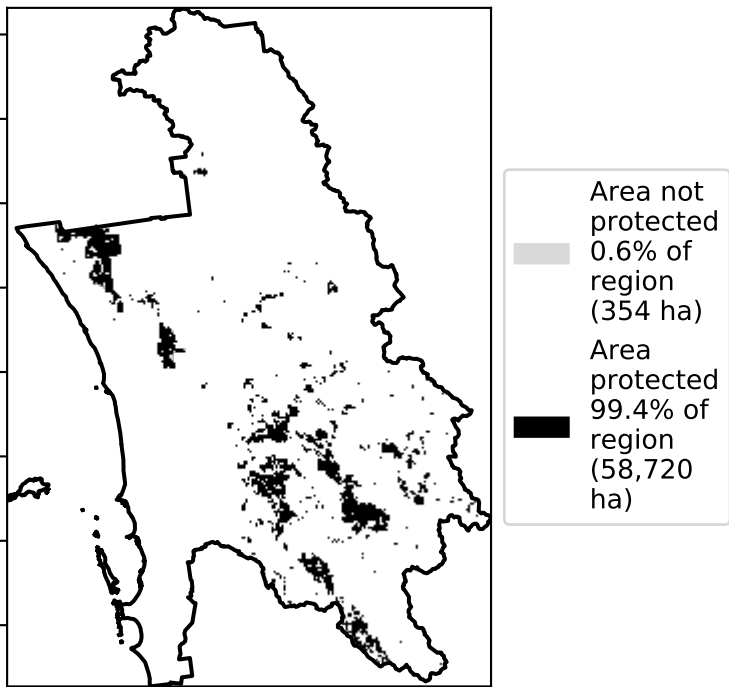 Area not
protected
0.6% of
region
(354 ha)
Area
protected
99.4% of
region
(58,720
ha)